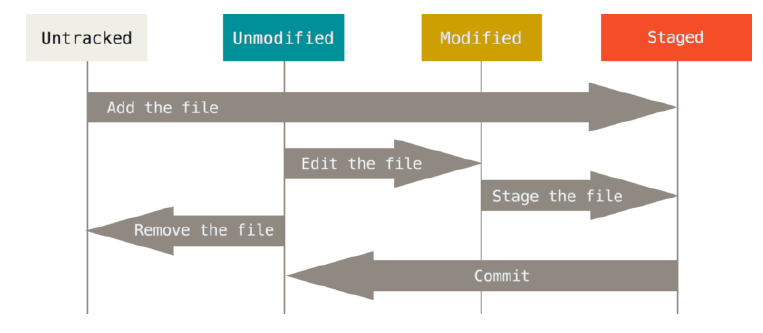 Untracked
Unmodified
Modified
Staged
Add the file
Edit the file
Stage the file
Remove the file
Commit